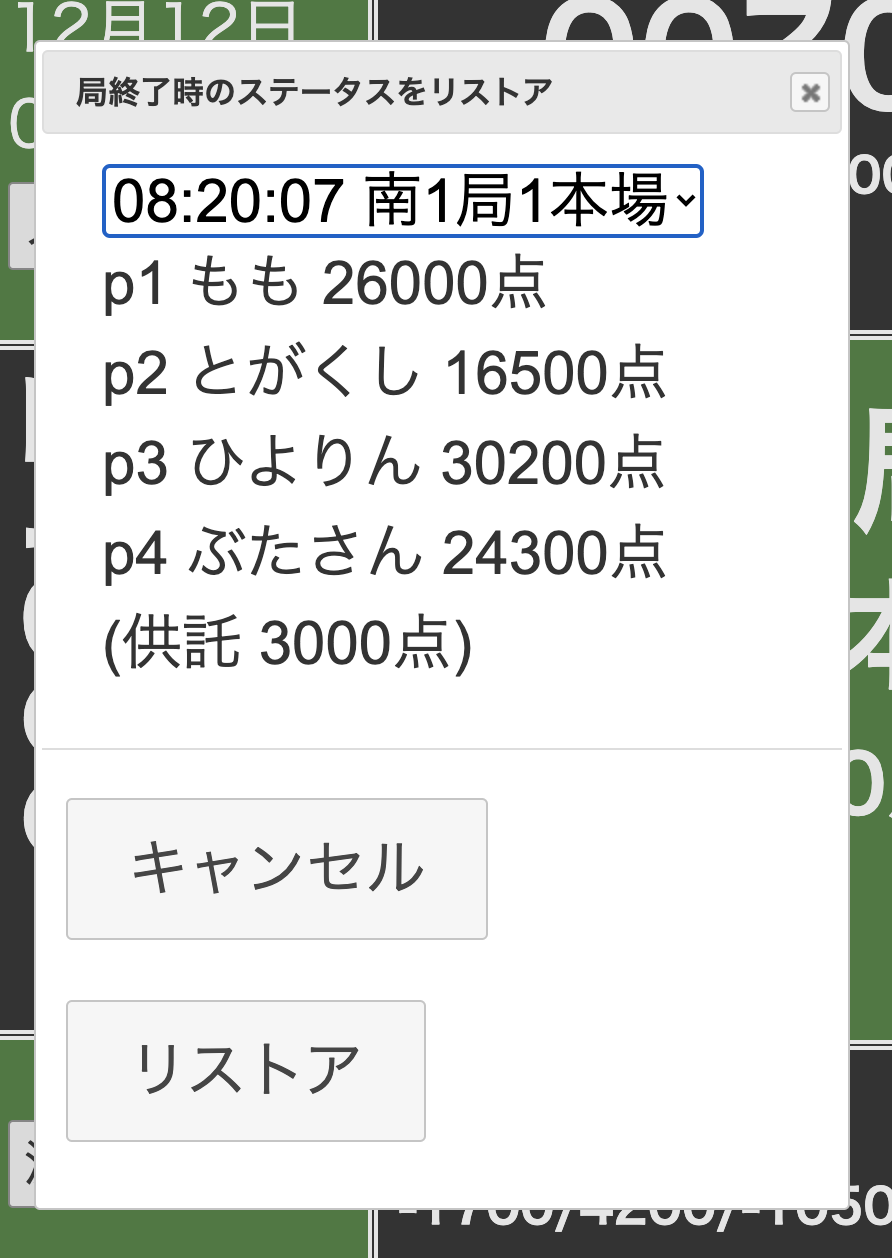 12月12日
局終了時のステータスをリストア
08:20:07 南1局1本場
p1 もも 26000点
p2 とがくし 16500点
p3 ひよりん 30200点
p4 ぶたさん 24300点
(供託 3000点)
キャンセル
リストア